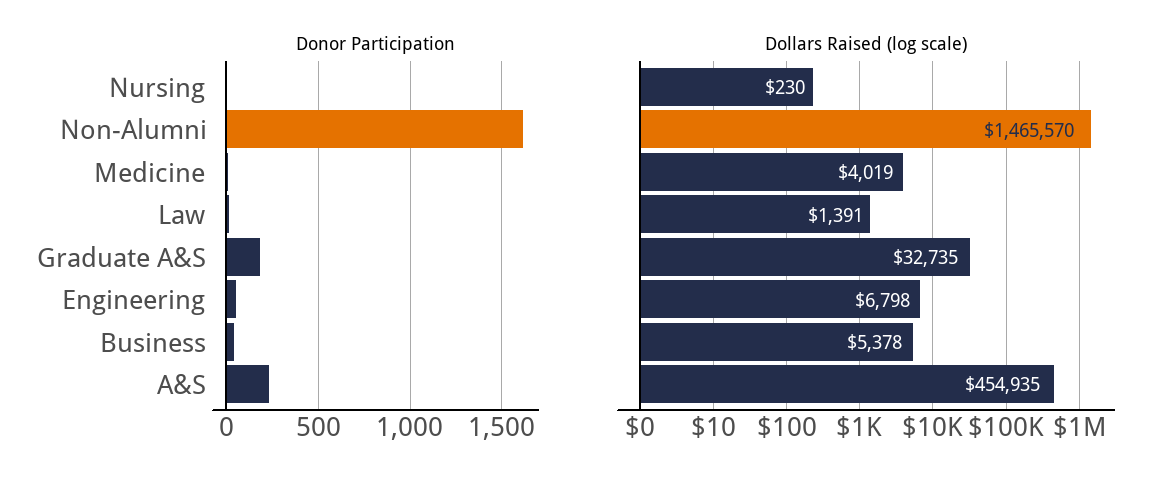 Donor Participation
Dollars Raised (log scale)
Nursing
$230
Non-Alumni
$1,465,570
Medicine
$4,019
Law
$1,391
Graduate A&S
$32,735
Engineering
$6,798
Business
$5,378
A&S
$454,935
0 500 1,000 1,500
$0 $10 $100 $1K $10K $100K $1M